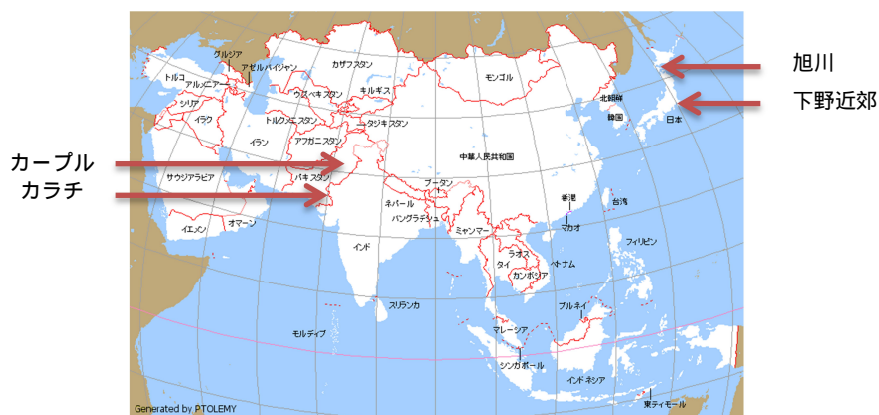 グルジア
アゼルバイジャン
トルコ
アルメニア
カザフスタン
モンゴル
旭川
下野近郊
シリア
ウズベキスタン
キルギス
北朝鮮
韓国
日本
イラク
トルクメニスタン
タジキスタン
イラン
アフガニスタン
中華人民共和国
カープル
カラチ
サウジアラビア
パキスタン
ブータン
ネパール
バングラデシュ
香港
台湾
マカオ
イエメン
オマーン
インド
ミャンマー
ラオス
タイ
ベトナム
カンボジア
フィリピン
スリランカ
モルディブ
ブルネイ
マレーシア
シンガポール
インドネシア
東ティモール
Generated by PTOLEMY